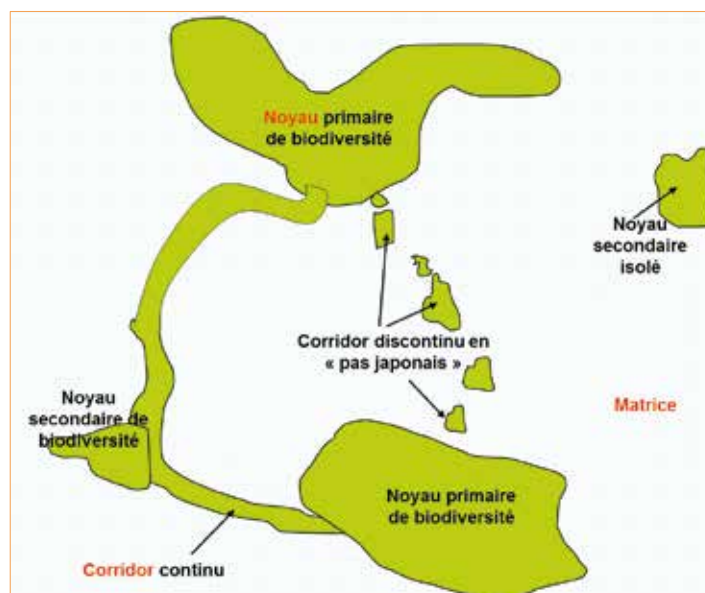 Noyau primaire
de biodiversité
Noyau
secondaire
isolé
Corridor discontinu en
« pas japonais »
Noyau
secondaire de
biodiversité
Matrice
Noyau primaire
de biodiversité
Corridor continu